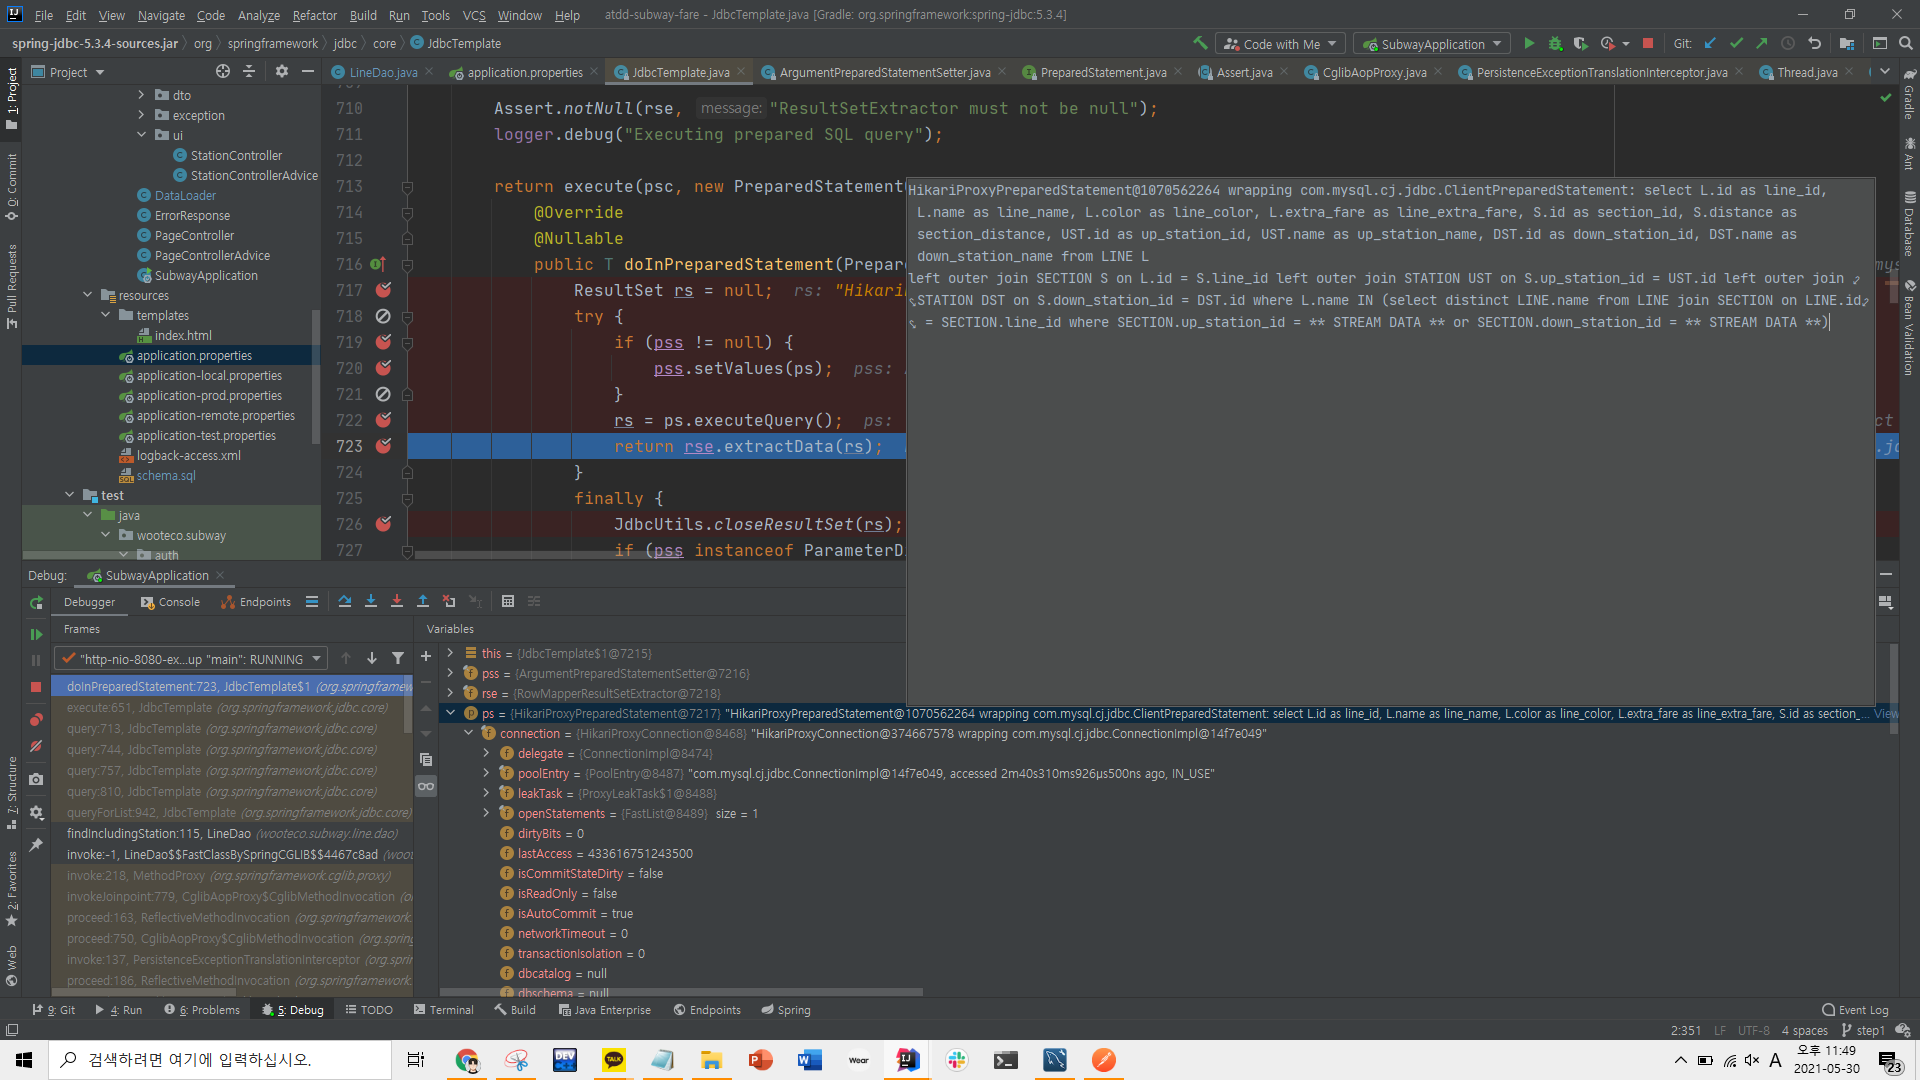 File Edit View Navigate Code Analyze Refactor Build Run Tools VCS Window Help atdd-subway-fare - JdbcTemplate.java [Gradle: org.springframework:spring-jdbc:5.3.4]
spring-jdbc-5.3.4-sources.jar org springframework jdbc core JdbcTemplate Code with Me SubwayApplication Git:
Project LineDao.java application.properties JdbcTemplate.java ArgumentPreparedStatementSetter.java PreparedStatement.java Assert.java CglibAopProxy.java PersistenceExceptionTranslationInterceptor.java Thread.java
1: Project
0: Commit
Pull Requests
7: Structure
2: Favorites
Web
Gradle
Ant
Database
Bean Validation
dto
exception
ui
StationController
StationControllerAdvice
DataLoader
ErrorResponse
PageController
PageControllerAdvice
SubwayApplication
resources
templates
index.html
application.properties
application-local.properties
application-prod.properties
application-remote.properties
application-test.properties
logback-access.xml
schema.sql
test
java
wooteco.subway
auth
710 Assert.notNull(rse, message: "ResultSetExtractor must not be null");
711 logger.debug("Executing prepared SQL query");
712
713 return execute(psc, new PreparedStatement
714 @Override
715 @Nullable
716 public T doInPreparedStatement(Prepar
717 ResultSet rs = null; rs: "Hikari
718 try {
719 if (pss != null) {
720 pss.setValues(ps); pss:
721 }
722 rs = ps.executeQuery(); ps:
723 return rse.extractData(rs);
724 }
725 finally {
726 JdbcUtils.closeResultSet(rs);
727 if (pss instanceof ParameterD
HikariProxyPreparedStatement@1070562264 wrapping com.mysql.cj.jdbc.ClientPreparedStatement: select L.id as line_id,
L.name as line_name, L.color as line_color, L.extra_fare as line_extra_fare, S.id as section_id, S.distance as
section_distance, UST.id as up_station_id, UST.name as up_station_name, DST.id as down_station_id, DST.name as
down_station_name from LINE L
left outer join SECTION S on L.id = S.line_id left outer join STATION UST on S.up_station_id = UST.id left outer join
STATION DST on S.down_station_id = DST.id where L.name IN (select distinct LINE.name from LINE join SECTION on LINE.id
= SECTION.line_id where SECTION.up_station_id = ** STREAM DATA ** or SECTION.down_station_id = ** STREAM DATA **)
Debug: SubwayApplication
Debugger Console Endpoints
Frames
"http-nio-8080-ex...up "main": RUNNING
doInPreparedStatement:723, JdbcTemplate$1 (org.springframew
execute:651, JdbcTemplate (org.springframework.jdbc.core)
query:713, JdbcTemplate (org.springframework.jdbc.core)
query:744, JdbcTemplate (org.springframework.jdbc.core)
query:757, JdbcTemplate (org.springframework.jdbc.core)
query:810, JdbcTemplate (org.springframework.jdbc.core)
queryForList:942, JdbcTemplate (org.springframework.jdbc.core)
findIncludingStation:115, LineDao (wooteco.subway.line.dao)
invoke:-1, LineDao$$FastClassBySpringCGLIB$$4467c8ad (woot
invoke:218, MethodProxy (org.springframework.cglib.proxy)
invokeJoinpoint:779, CglibAopProxy$CglibMethodInvocation (o
proceed:163, ReflectiveMethodInvocation (org.springframework.
proceed:750, CglibAopProxy$CglibMethodInvocation (org.spring
invoke:137, PersistenceExceptionTranslationInterceptor (org.spr
proceed:186, ReflectiveMethodInvocation (org.springframework.
Variables
this = {JdbcTemplate$1@7215}
pss = {ArgumentPreparedStatementSetter@7216}
rse = {RowMapperResultSetExtractor@7218}
ps = {HikariProxyPreparedStatement@7217} "HikariProxyPreparedStatement@1070562264 wrapping com.mysql.cj.jdbc.ClientPreparedStatement: select L.id as line_id, L.name as line_name, L.color as line_color, L.extra_fare as line_extra_fare, S.id as section_... View
connection = {HikariProxyConnection@8468} "HikariProxyConnection@374667578 wrapping com.mysql.cj.jdbc.ConnectionImpl@14f7e049"
delegate = {ConnectionImpl@8474}
poolEntry = {PoolEntry@8487} "com.mysql.cj.jdbc.ConnectionImpl@14f7e049, accessed 2m40s310ms926μs500ns ago, IN_USE"
leakTask = {ProxyLeakTask$1@8488}
openStatements = {FastList@8489} size = 1
dirtyBits = 0
lastAccess = 433616751243500
isCommitStateDirty = false
isReadOnly = false
isAutoCommit = true
networkTimeout = 0
transactionIsolation = 0
dbcatalog = null
dbschema = null
9: Git 4: Run 6: Problems 5: Debug TODO Terminal Build Java Enterprise Endpoints Spring Event Log
2:351 LF UTF-8 4 spaces step1
검색하려면 여기에 입력하십시오.
DEV
TALK
Wear
A
오후 11:49
2021-05-30
23